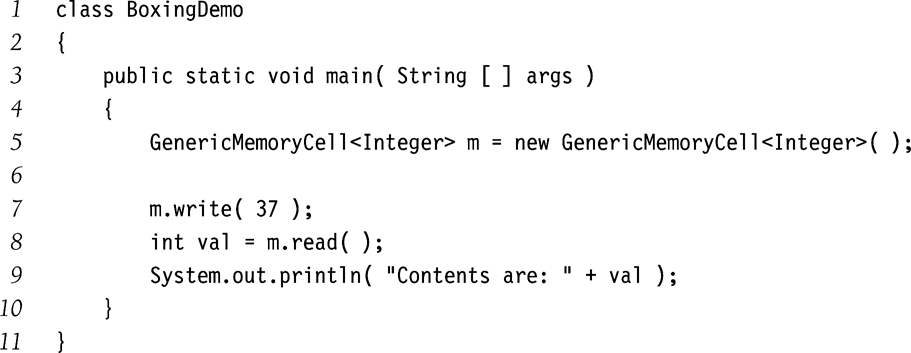 1 class BoxingDemo
2 {
3 public static void main( String [ ] args )
4 {
5 GenericMemoryCell<Integer> m = new GenericMemoryCell<Integer>( );
6
7 m.write( 37 );
8 int val = m.read( );
9 System.out.println( "Contents are: " + val );
10 }
11 }